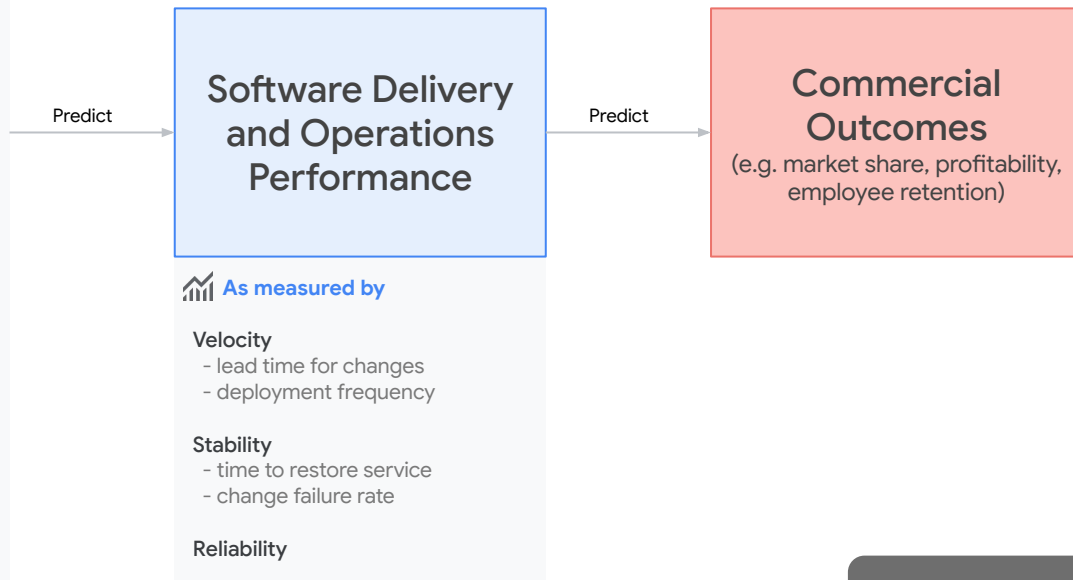 Predict
Software Delivery
and Operations
Performance
Predict
Commercial
Outcomes
(e.g. market share, profitability,
employee retention)
As measured by
Velocity
- lead time for changes
- deployment frequency
Stability
- time to restore service
- change failure rate
Reliability